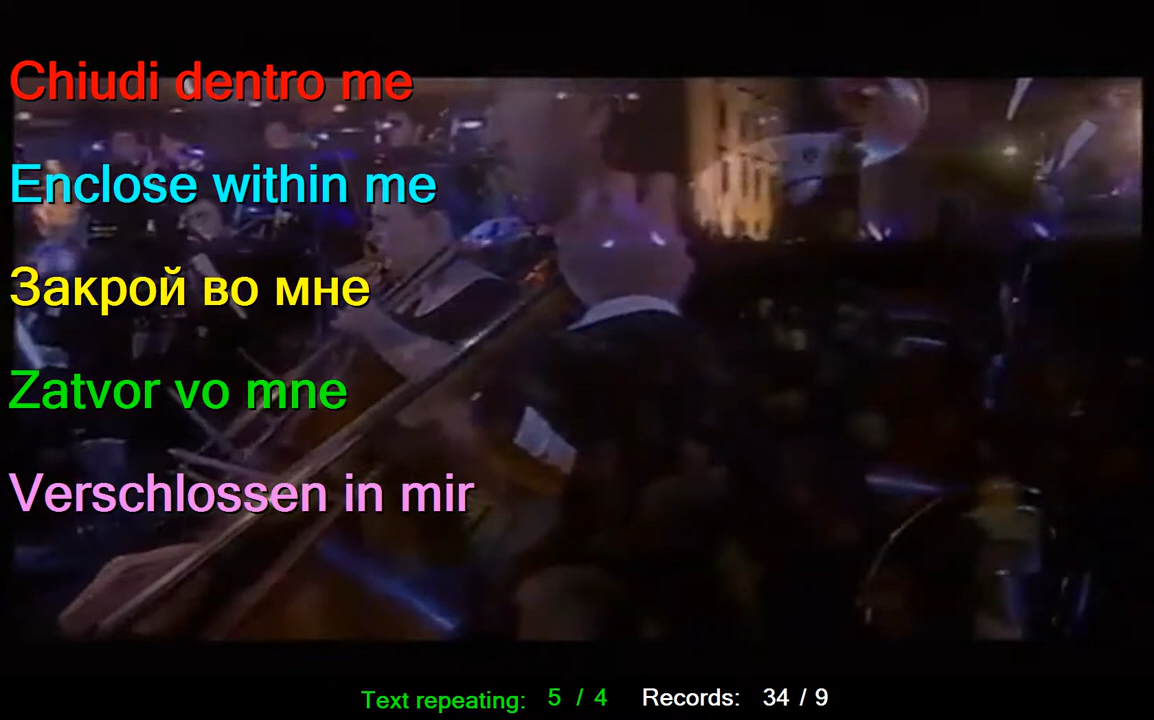 Chiudi dentro me
Enclose within me
Закрой во мне
Zatvor vo mne
Verschlossen in mir
Text repeating: 5 / 4 Records: 34 / 9